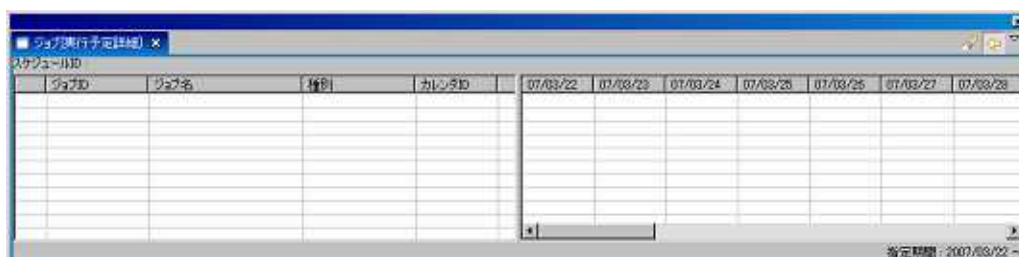 ジョブ[実行予定詳細]
スケジュールID
ジョブID ジョブ名 種別 カレンダID 07/03/22 07/03/23 07/03/24 07/03/25 07/03/26 07/03/27 07/03/28
指定期間 : 2007/03/22 ~